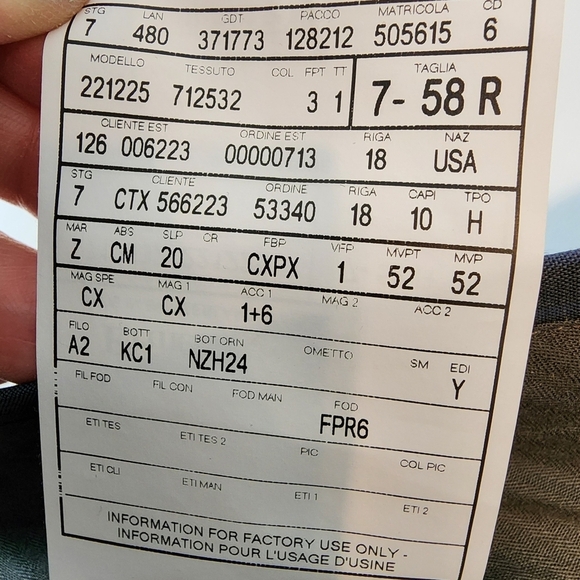 STG LAN GDT PACCO MATRICOLA CD
7 480 371773 128212 505615 6
MODELLO TESSUTO COL FPT TT TAGLIA
221225 712532 3 1 7- 58 R
CLIENTE EST ORDINE EST RIGA NAZ
126 006223 00000713 18 USA
STG CLIENTE ORDINE RIGA CAPI TPO
7 CTX 566223 53340 18 10 H
MAR ABS SLP CR FBP VFP MVPT MVP
Z CM 20 CXPX 1 52 52
MAG SPE MAG 1 ACC 1 MAG 2 ACC 2
CX CX 1+6
FILO BOTT BOT ORN OMETTO SM EDI
A2 KC1 NZH24 Y
FIL FOD FIL CON FOD MAN FOD
FPR6
ETI TES ETI TES 2 PIC COL PIC
ETI CLI ETI MAN ETI 1 ETI 2
INFORMATION FOR FACTORY USE ONLY -
INFORMATION POUR L'USAGE D'USINE